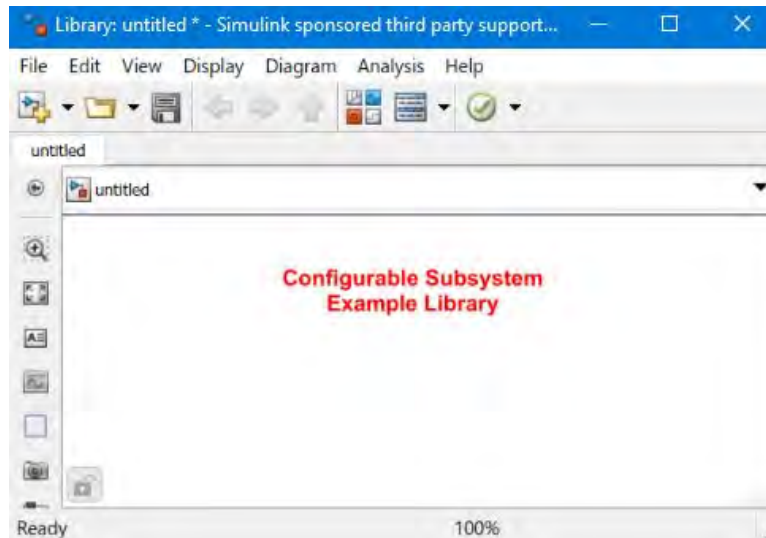 Library: untitled * - Simulink sponsored third party support...
File Edit View Display Diagram Analysis Help
untitled
untitled
Configurable Subsystem
Example Library
Ready 100%